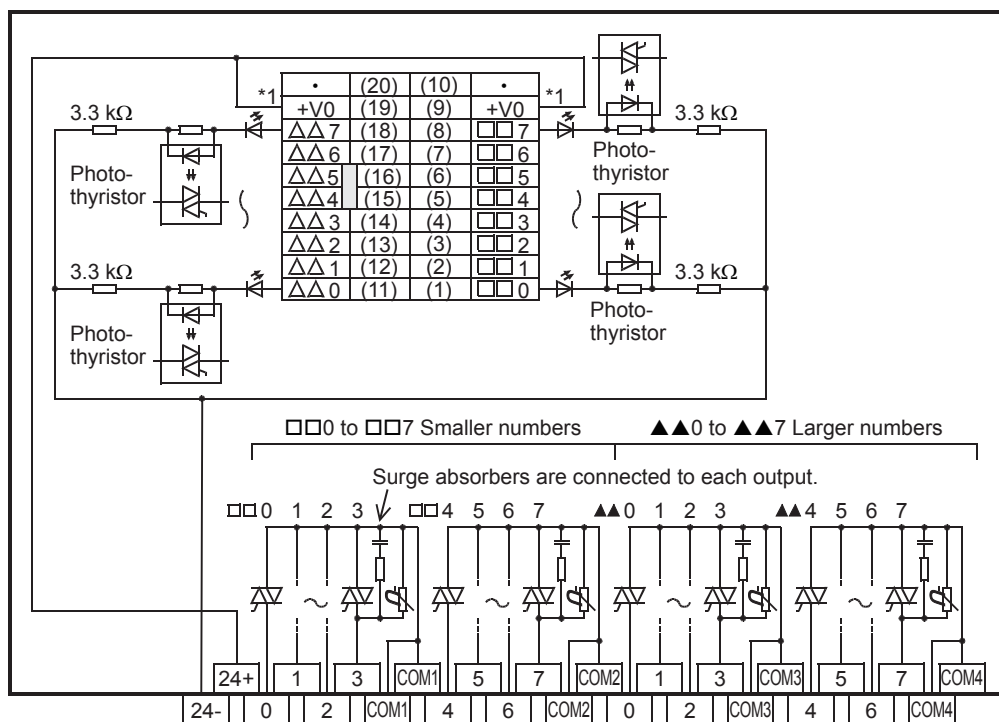 • (20) (10) •
*1 +V0 (19) (9) +V0 *1
3.3 kΩ △△7 (18) (8) □□7 3.3 kΩ
△△6 (17) (7) □□6
△△5 (16) (6) □□5
△△4 (15) (5) □□4
△△3 (14) (4) □□3
△△2 (13) (3) □□2
△△1 (12) (2) □□1
3.3 kΩ △△0 (11) (1) □□0 3.3 kΩ
Photo-
thyristor
Photo-
thyristor
Photo-
thyristor
Photo-
thyristor
□□0 to □□7 Smaller numbers ▲▲0 to ▲▲7 Larger numbers
Surge absorbers are connected to each output.
□□0 1 2 3 □□4 5 6 7 ▲▲0 1 2 3 ▲▲4 5 6 7
24+ 1 3 COM1 5 7 COM2 1 3 COM3 5 7 COM4
24- 0 2 COM1 4 6 COM2 0 2 COM3 4 6 COM4